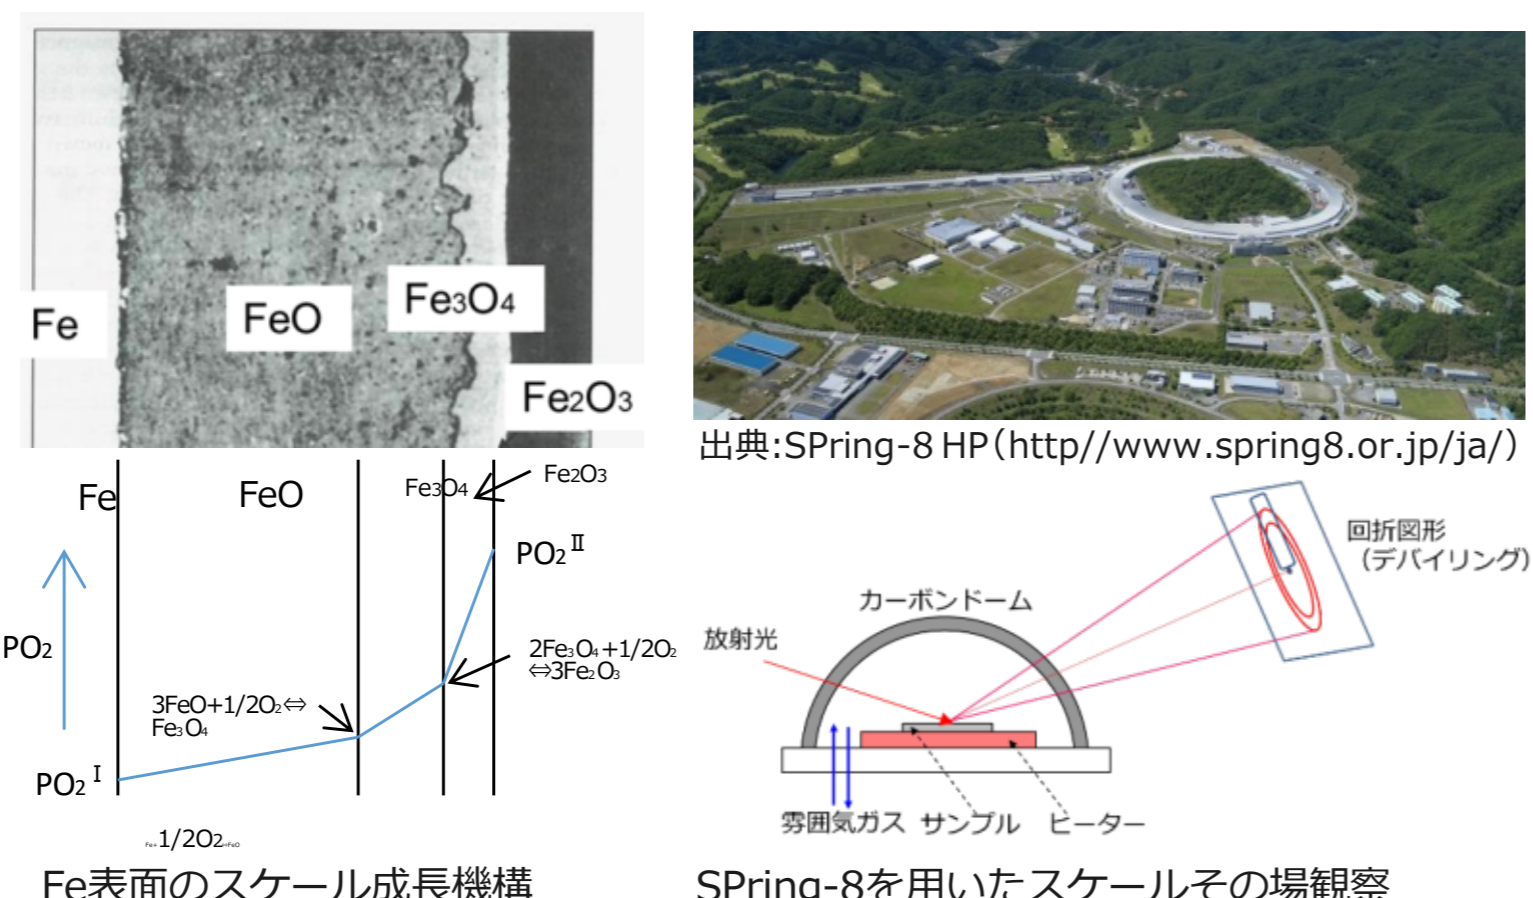 Fe
FeO
Fe3O4
Fe2O3
Fe
FeO
Fe3O4
Fe2O3
PO2 II
PO2
2Fe3O4+1/2O2
⇔3Fe2O3
3FeO+1/2O2⇔
Fe3O4
PO2 I
Fe+1/2O2⇔FeO
Fe表面のスケール成長機構
出典:SPring-8 HP（http//www.spring8.or.jp/ja/）
回折図形
（デバイリング）
カーボンドーム
放射光
雰囲気ガス
サンプル
ヒーター
SPring-8を用いたスケールその場観察